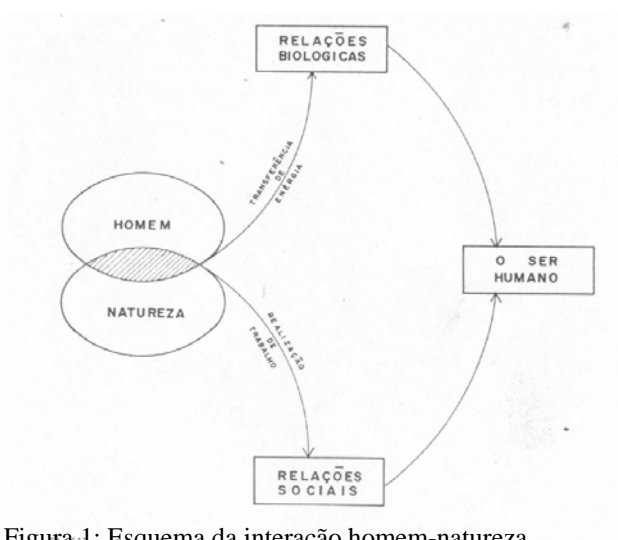 RELAÇÕES
BIOLOGICAS
TRANSFERÊNCIA
DE
ENERGIA
HOMEM
NATUREZA
O SER
HUMANO
REALIZAÇÃO
DE
TRABALHO
RELAÇÕES
SOCIAIS
Figura 1: Esquema da interação homem-natureza